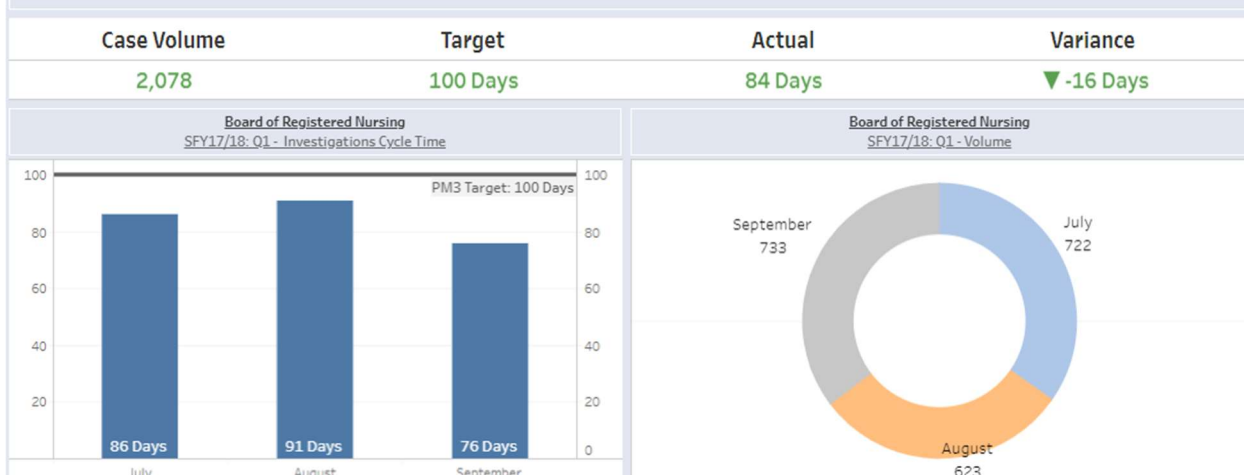 Case Volume
Target
Actual
Variance
2,078
100 Days
84 Days
▼ -16 Days
Board of Registered Nursing
SFY17/18: Q1 - Investigations Cycle Time
100
80
60
40
20
PM3 Target: 100 Days
100
80
60
40
20
0
86 Days
91 Days
76 Days
July
August
September
Board of Registered Nursing
SFY17/18: Q1 - Volume
September
733
July
722
August
623